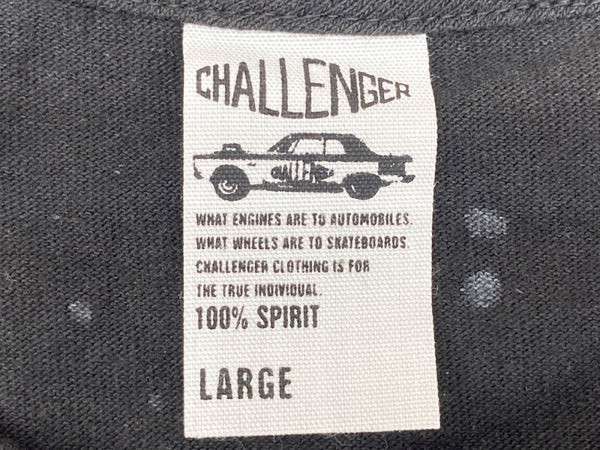 CHALLENGER
WHAT ENGINES ARE TO AUTOMOBILES.
WHAT WHEELS ARE TO SKATEBOARDS.
CHALLENGER CLOTHING IS FOR
THE TRUE INDIVIDUAL.
100% SPIRIT
LARGE